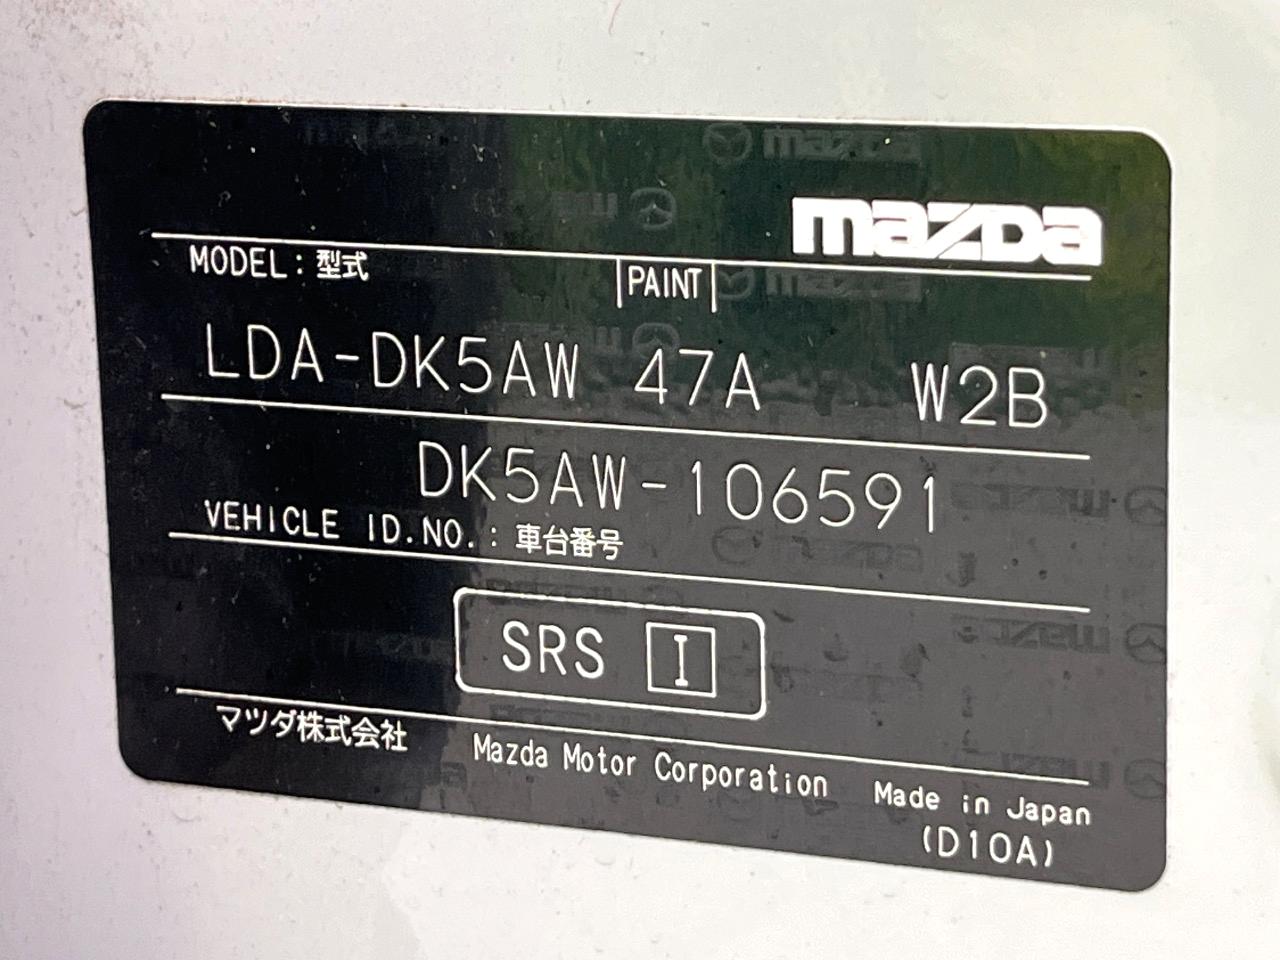 mazda
MODEL：型式 PAINT
LDA-DK5AW 47A W2B
DK5AW-106591
VEHICLE ID.NO.：車台番号
SRS I
マツダ株式会社 Mazda Motor Corporation Made in Japan
(D10A)